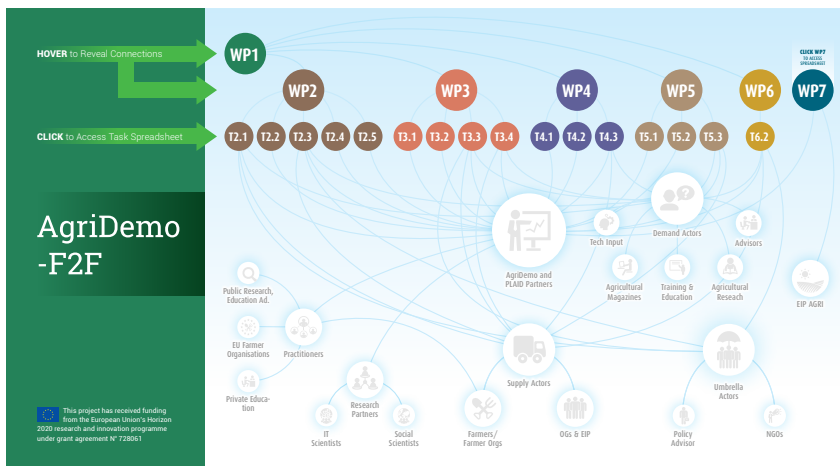 HOVER to Reveal Connections
CLICK to Access Task Spreadsheet
AgriDemo
-F2F
This project has received funding
from the European Union's Horizon
2020 research and innovation programme
under grant agreement N° 728061
WP1
CLICK WP7
TO ACCESS
SPREADSHEET
WP2
WP3
WP4
WP5
WP6
WP7
T2.1
T2.2
T2.3
T2.4
T2.5
T3.1
T3.2
T3.3
T3.4
T4.1
T4.2
T4.3
T5.1
T5.2
T5.3
T6.2
AgriDemo and
PLAID Partners
Tech Input
Demand Actors
Advisors
Agricultural
Magazines
Training &
Education
Agricultural
Reseach
EIP AGRI
Public Research,
Education Ad.
EU Farmer
Organisations
Practitioners
Private Educa-
tion
Research
Partners
IT
Scientists
Social
Scientists
Supply Actors
Farmers/
Farmer Orgs
OGs & EIP
Umbrella
Actors
Policy
Advisor
NGOs